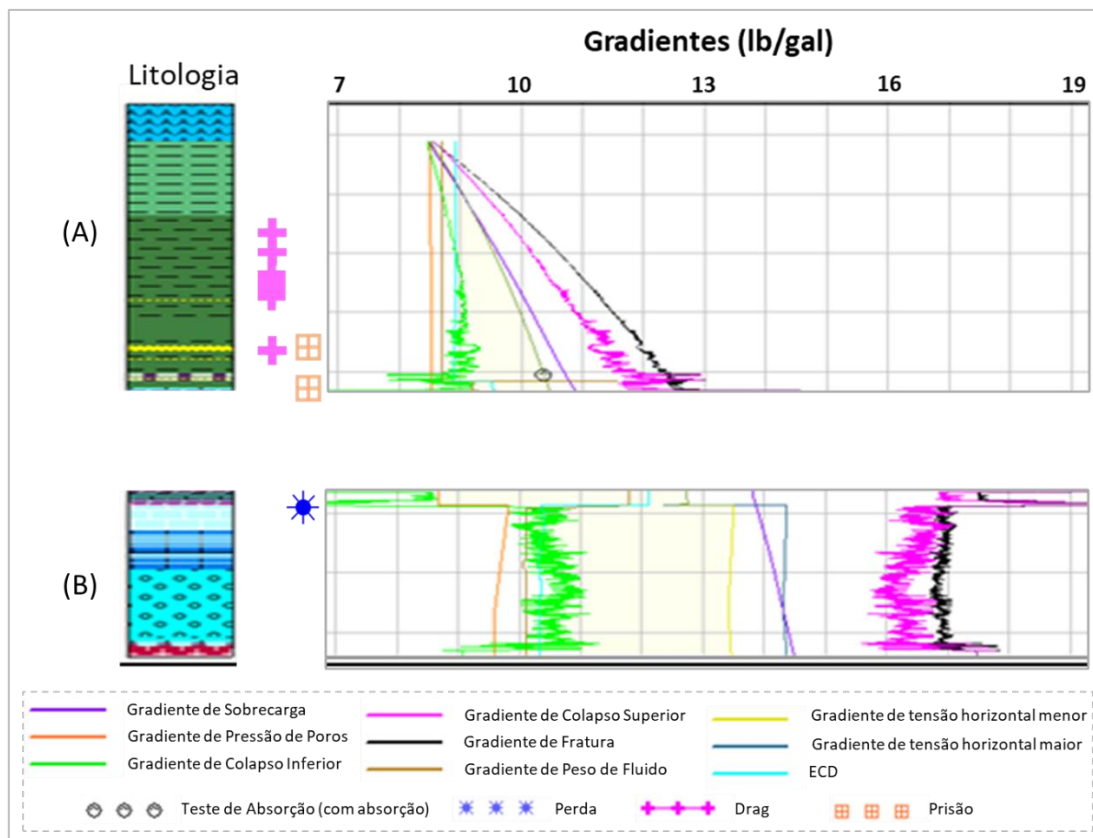 Gradientes (lb/gal)
Litologia
7 10 13 16 19
(A)
(B)
Gradiente de Sobrecarga
Gradiente de Colapso Superior
Gradiente de tensão horizontal menor
Gradiente de Pressão de Poros
Gradiente de Fratura
Gradiente de tensão horizontal maior
Gradiente de Colapso Inferior
Gradiente de Peso de Fluido
ECD
Teste de Absorção (com absorção)
Perda
Drag
Prisão